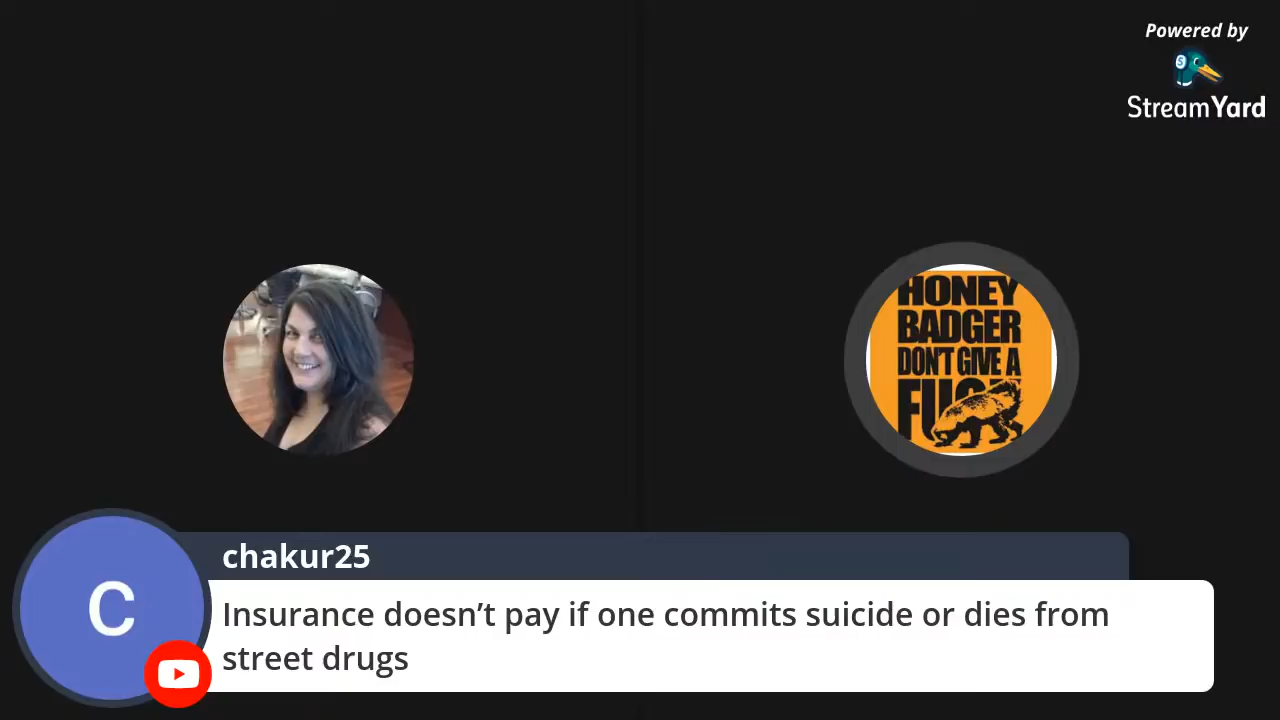 Powered by
StreamYard
HONEY
BADGER
DON'T GIVE A
chakur25
Insurance doesn't pay if one commits suicide or dies from
street drugs
C